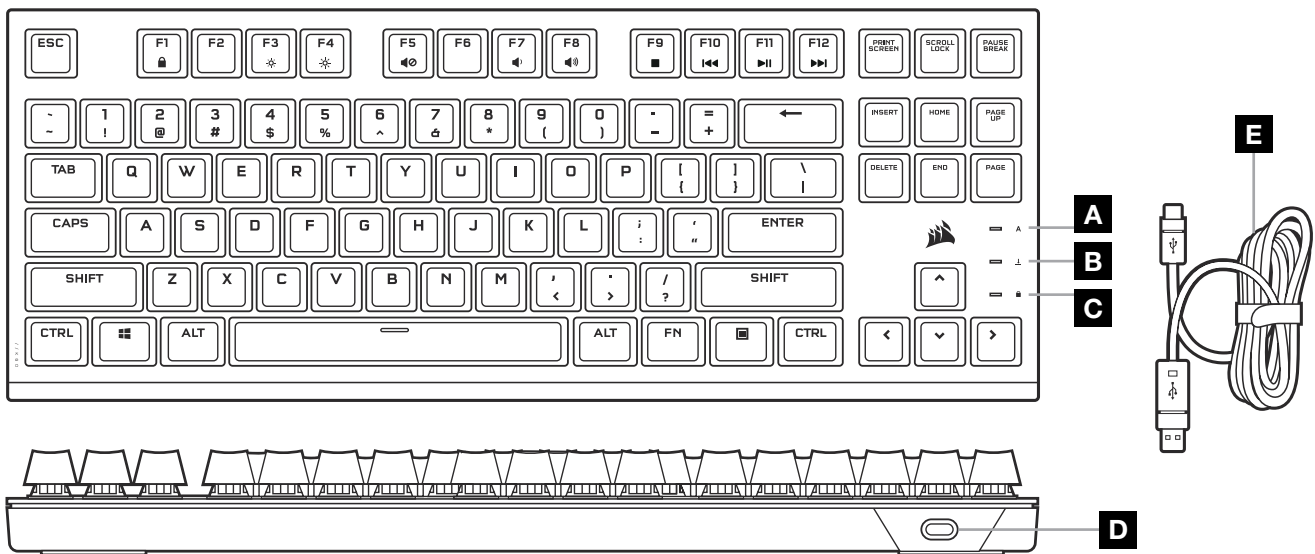 ESC F1 F2 F3 F4 F5 F6 F7 F8 F9 F10 F11 F12 PRINT SCREEN SCROLL LOCK PAUSE BREAK
` ~ 1 ! 2 @ 3 # 4 $ 5 % 6 ^ 7 & 8 * 9 ( 0 ) - _ = + INSERT HOME PAGE UP
TAB Q W E R T Y U I O P [ { ] } \ | DELETE END PAGE
CAPS A S D F G H J K L ; : ' " ENTER A A
B
SHIFT Z X C V B N M , < . > / ? SHIFT C
CTRL ALT ALT FN CTRL
E
D